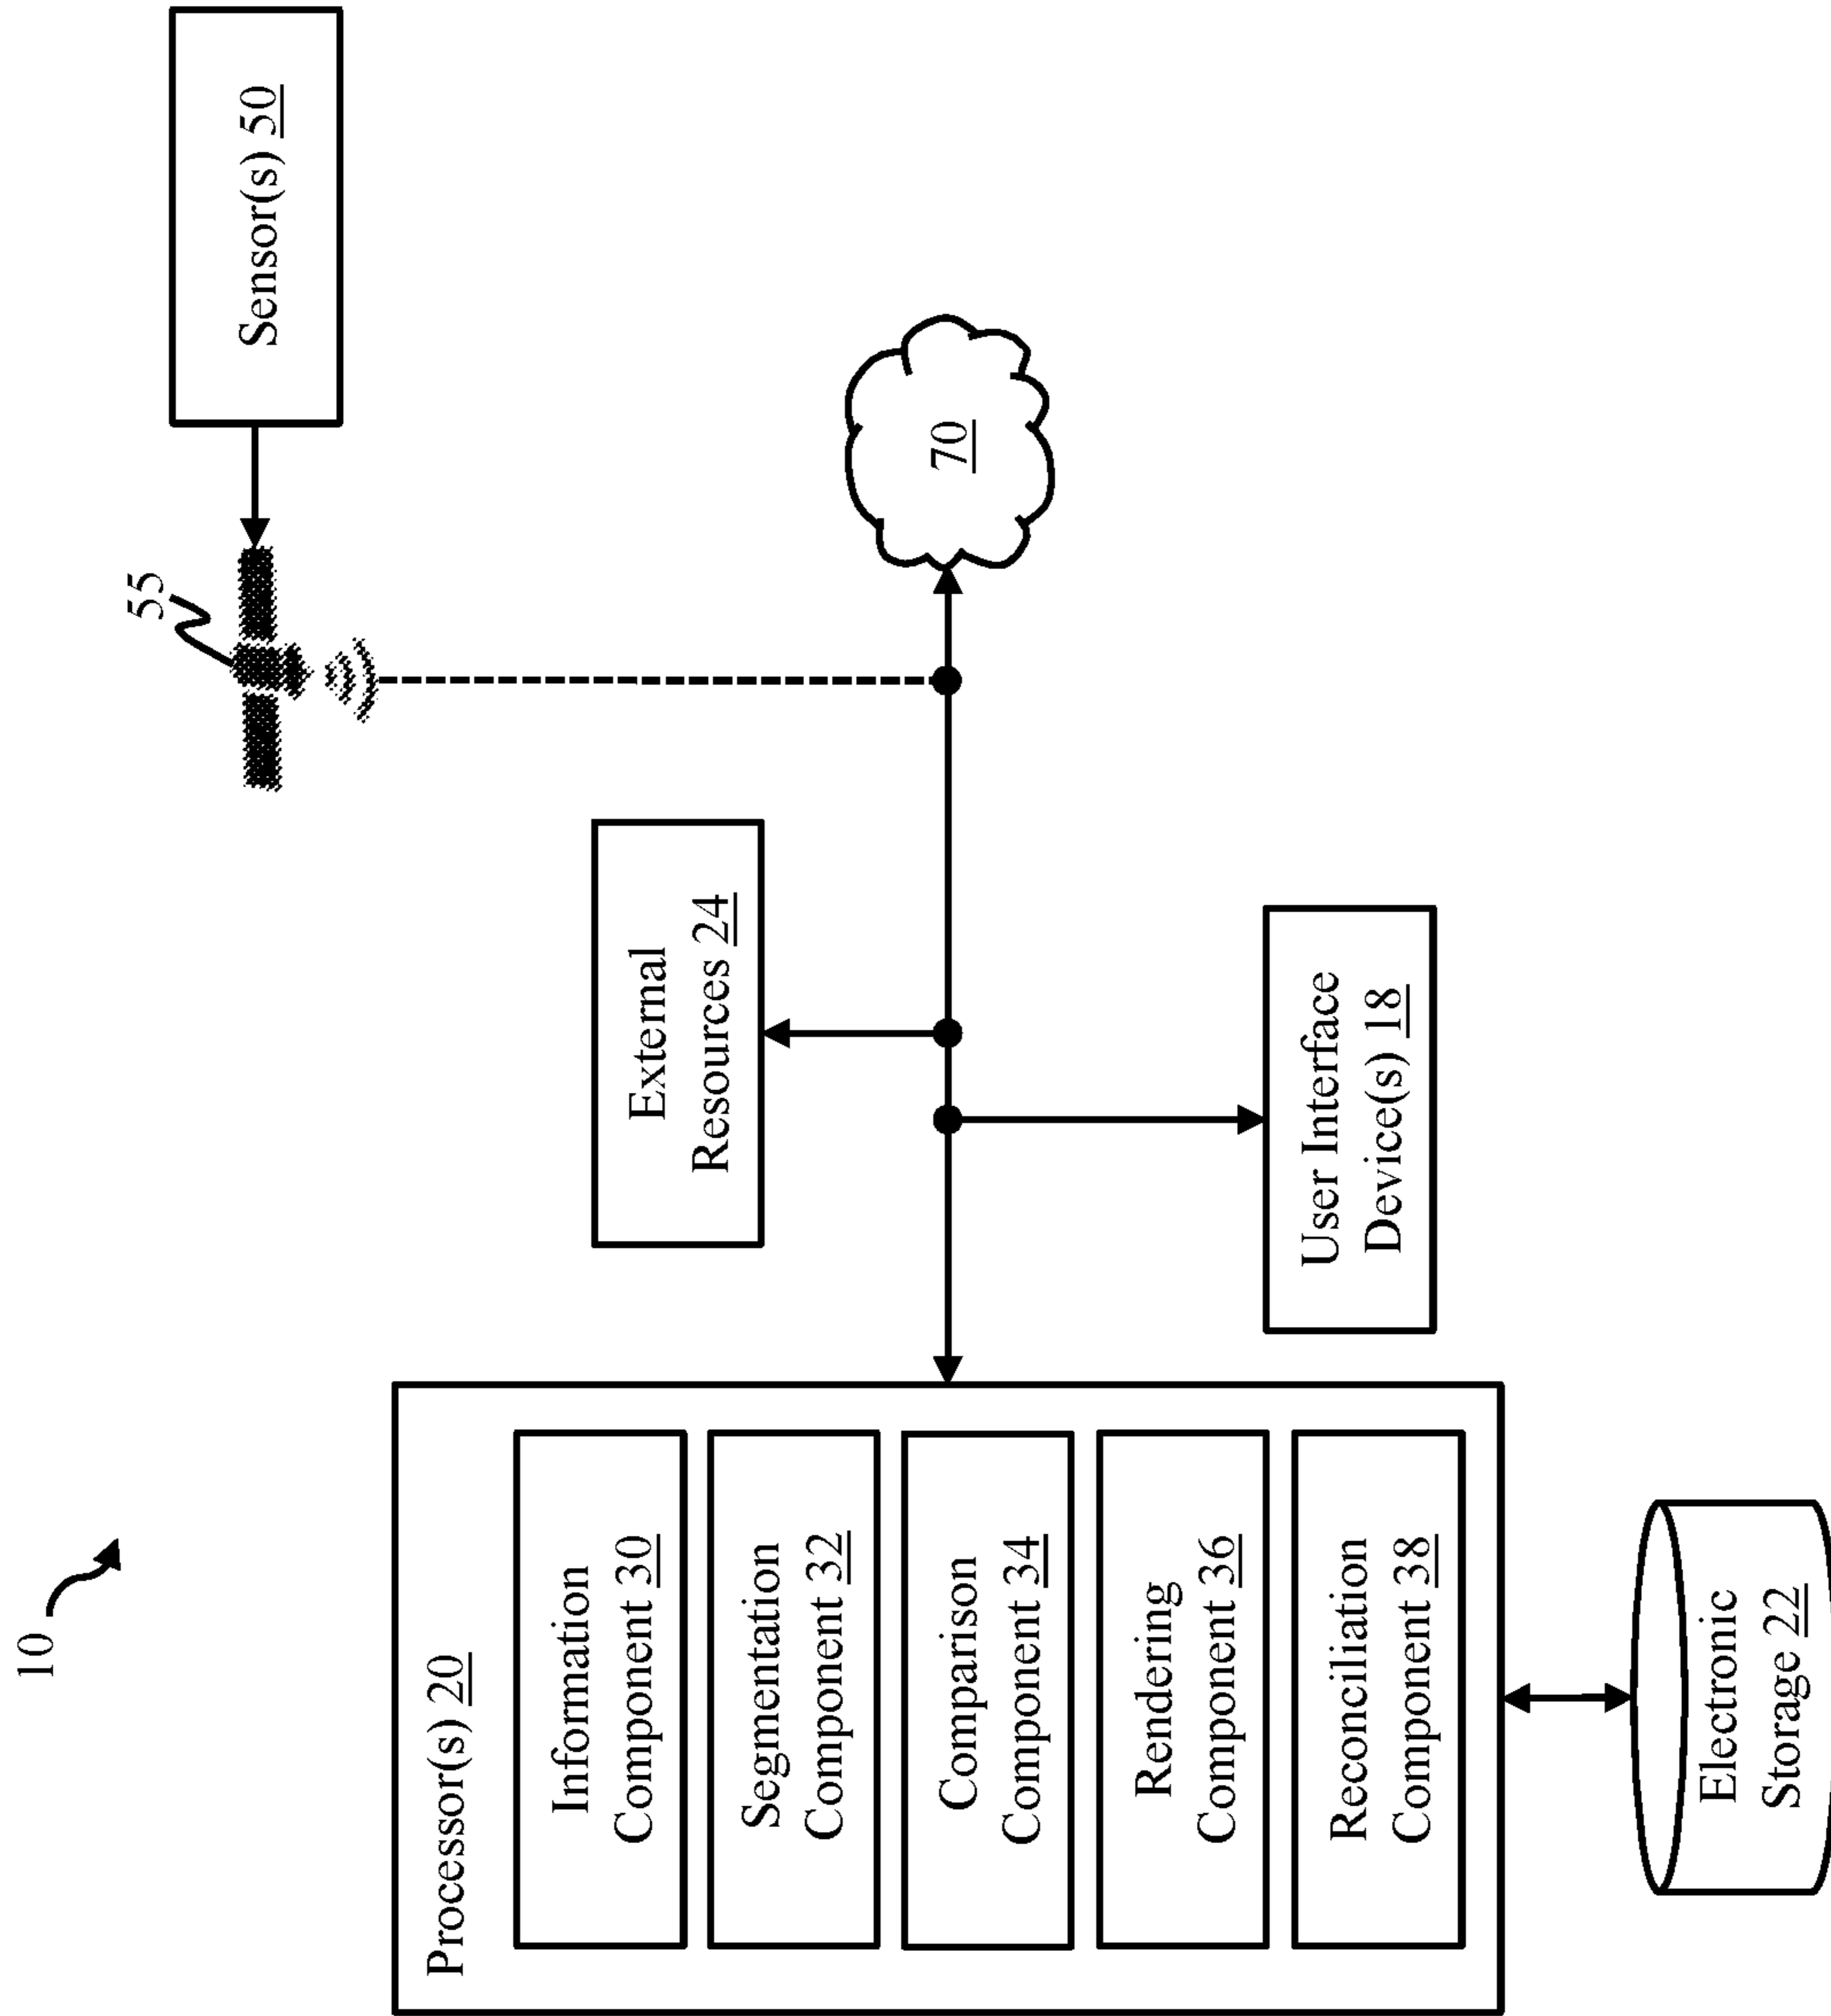 10
Processor(s) 20
Information
Component 30
Segmentation
Component 32
Comparison
Component 34
Rendering
Component 36
Reconciliation
Component 38
Electronic
Storage 22
External
Resources 24
User Interface
Device(s) 18
55
Sensor(s) 50
70